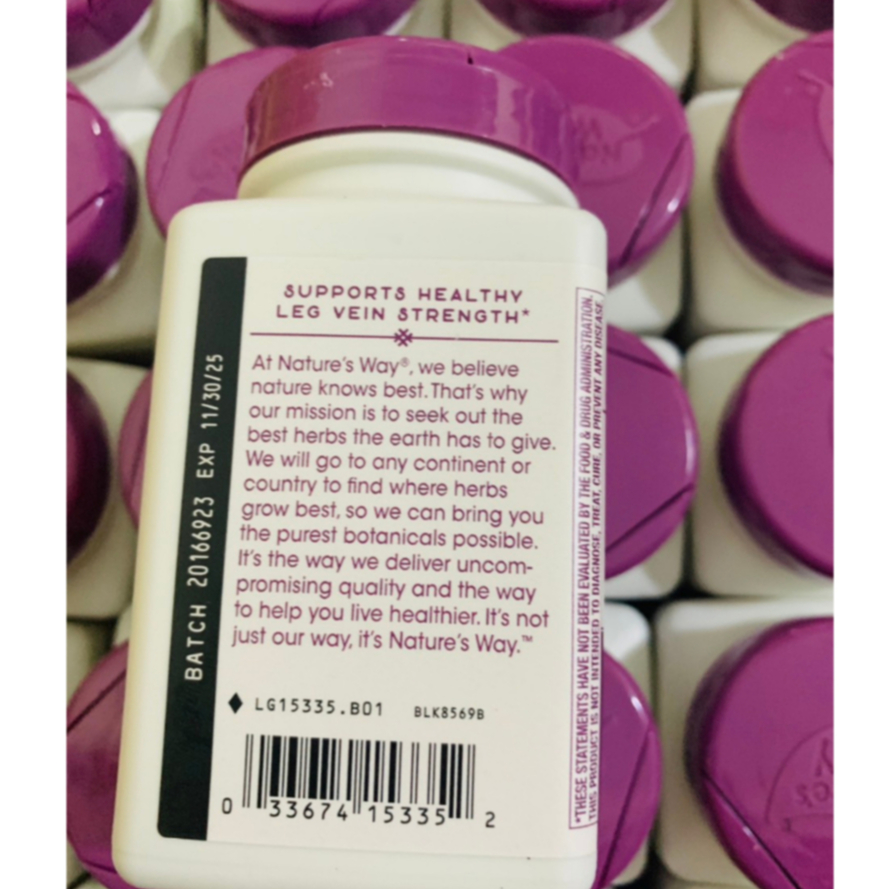 SUPPORTS HEALTHY
LEG VEIN STRENGTH*
At Nature's Way®, we believe
nature knows best. That's why
our mission is to seek out the
best herbs the earth has to give.
We will go to any continent or
country to find where herbs
grow best, so we can bring you
the purest botanicals possible.
It's the way we deliver uncom-
promising quality and the way
to help you live healthier. It's not
just our way, it's Nature's Way.™
BATCH 20166923 EXP 11/30/25
LG15335.B01 BLK8569B
0 33674 15335 2
*THESE STATEMENTS HAVE NOT BEEN EVALUATED BY THE FOOD & DRUG ADMINISTRATION.
THIS PRODUCT IS NOT INTENDED TO DIAGNOSE, TREAT, CURE, OR PREVENT ANY DISEASE.